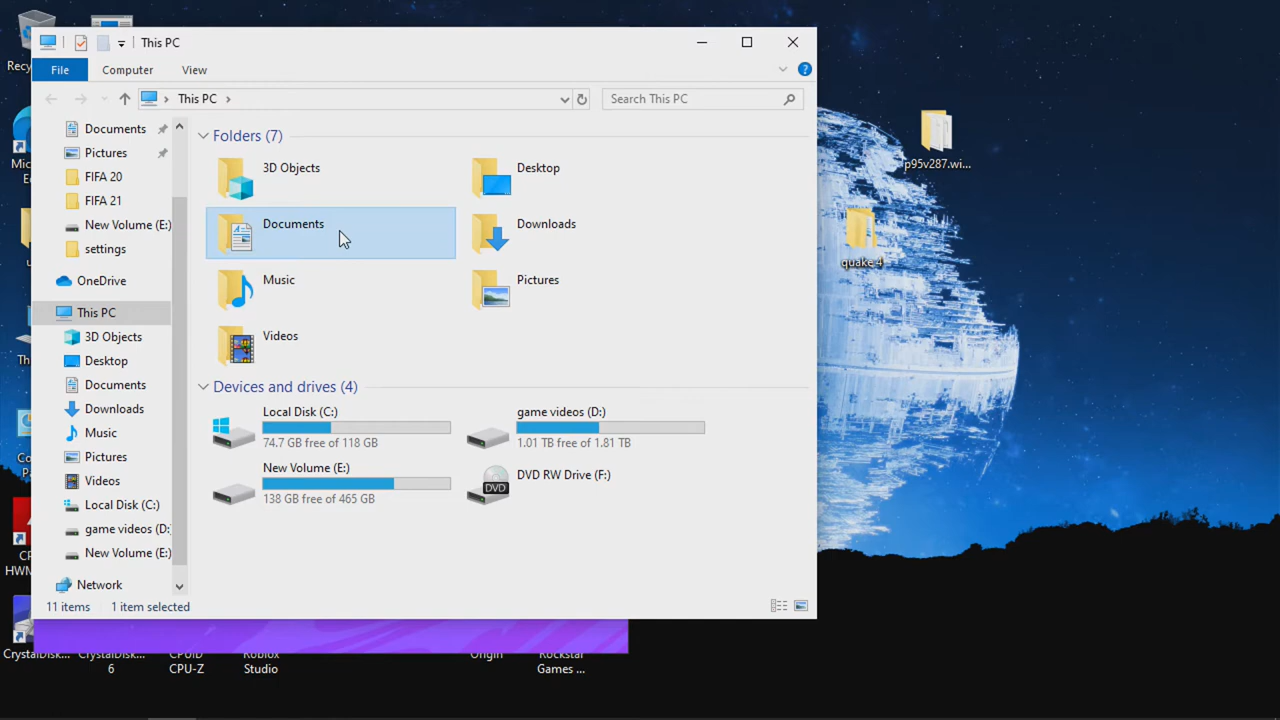 This PC
File
Computer
View
This PC
Search This PC
Documents
Pictures
FIFA 20
FIFA 21
New Volume (E:)
settings
OneDrive
This PC
3D Objects
Desktop
Documents
Downloads
Music
Pictures
Videos
Local Disk (C:)
game videos (D:
New Volume (E:)
Network
Folders (7)
3D Objects
Desktop
Documents
Downloads
Music
Pictures
Videos
Devices and drives (4)
Local Disk (C:)
74.7 GB free of 118 GB
game videos (D:)
1.01 TB free of 1.81 TB
New Volume (E:)
138 GB free of 465 GB
DVD
DVD RW Drive (F:)
11 items
1 item selected
p95v287.wi...
quake 4
CrystalDisk...
CrystalDisk...
6
CPUID
CPU-Z
Roblox
Studio
Origin
Rockstar
Games ...